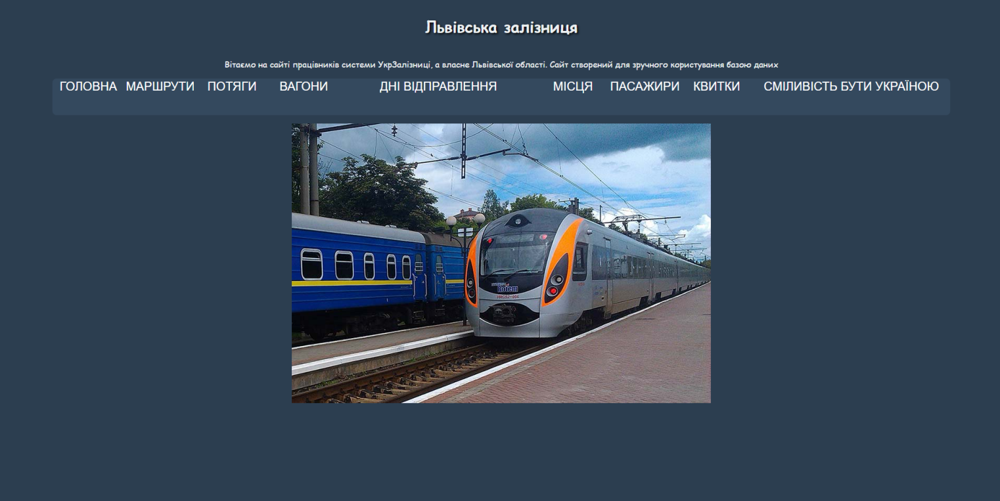 Львівська залізниця
Вітаємо на сайті працівників системи УкрЗалізниці, а власне Львівської області. Сайт створений для зручного користування базою даних
ГОЛОВНА МАРШРУТИ ПОТЯГИ ВАГОНИ ДНІ ВІДПРАВЛЕННЯ МІСЦЯ ПАСАЖИРИ КВИТКИ СМІЛИВІСТЬ БУТИ УКРАЇНОЮ
Rotem
HRCS2-004